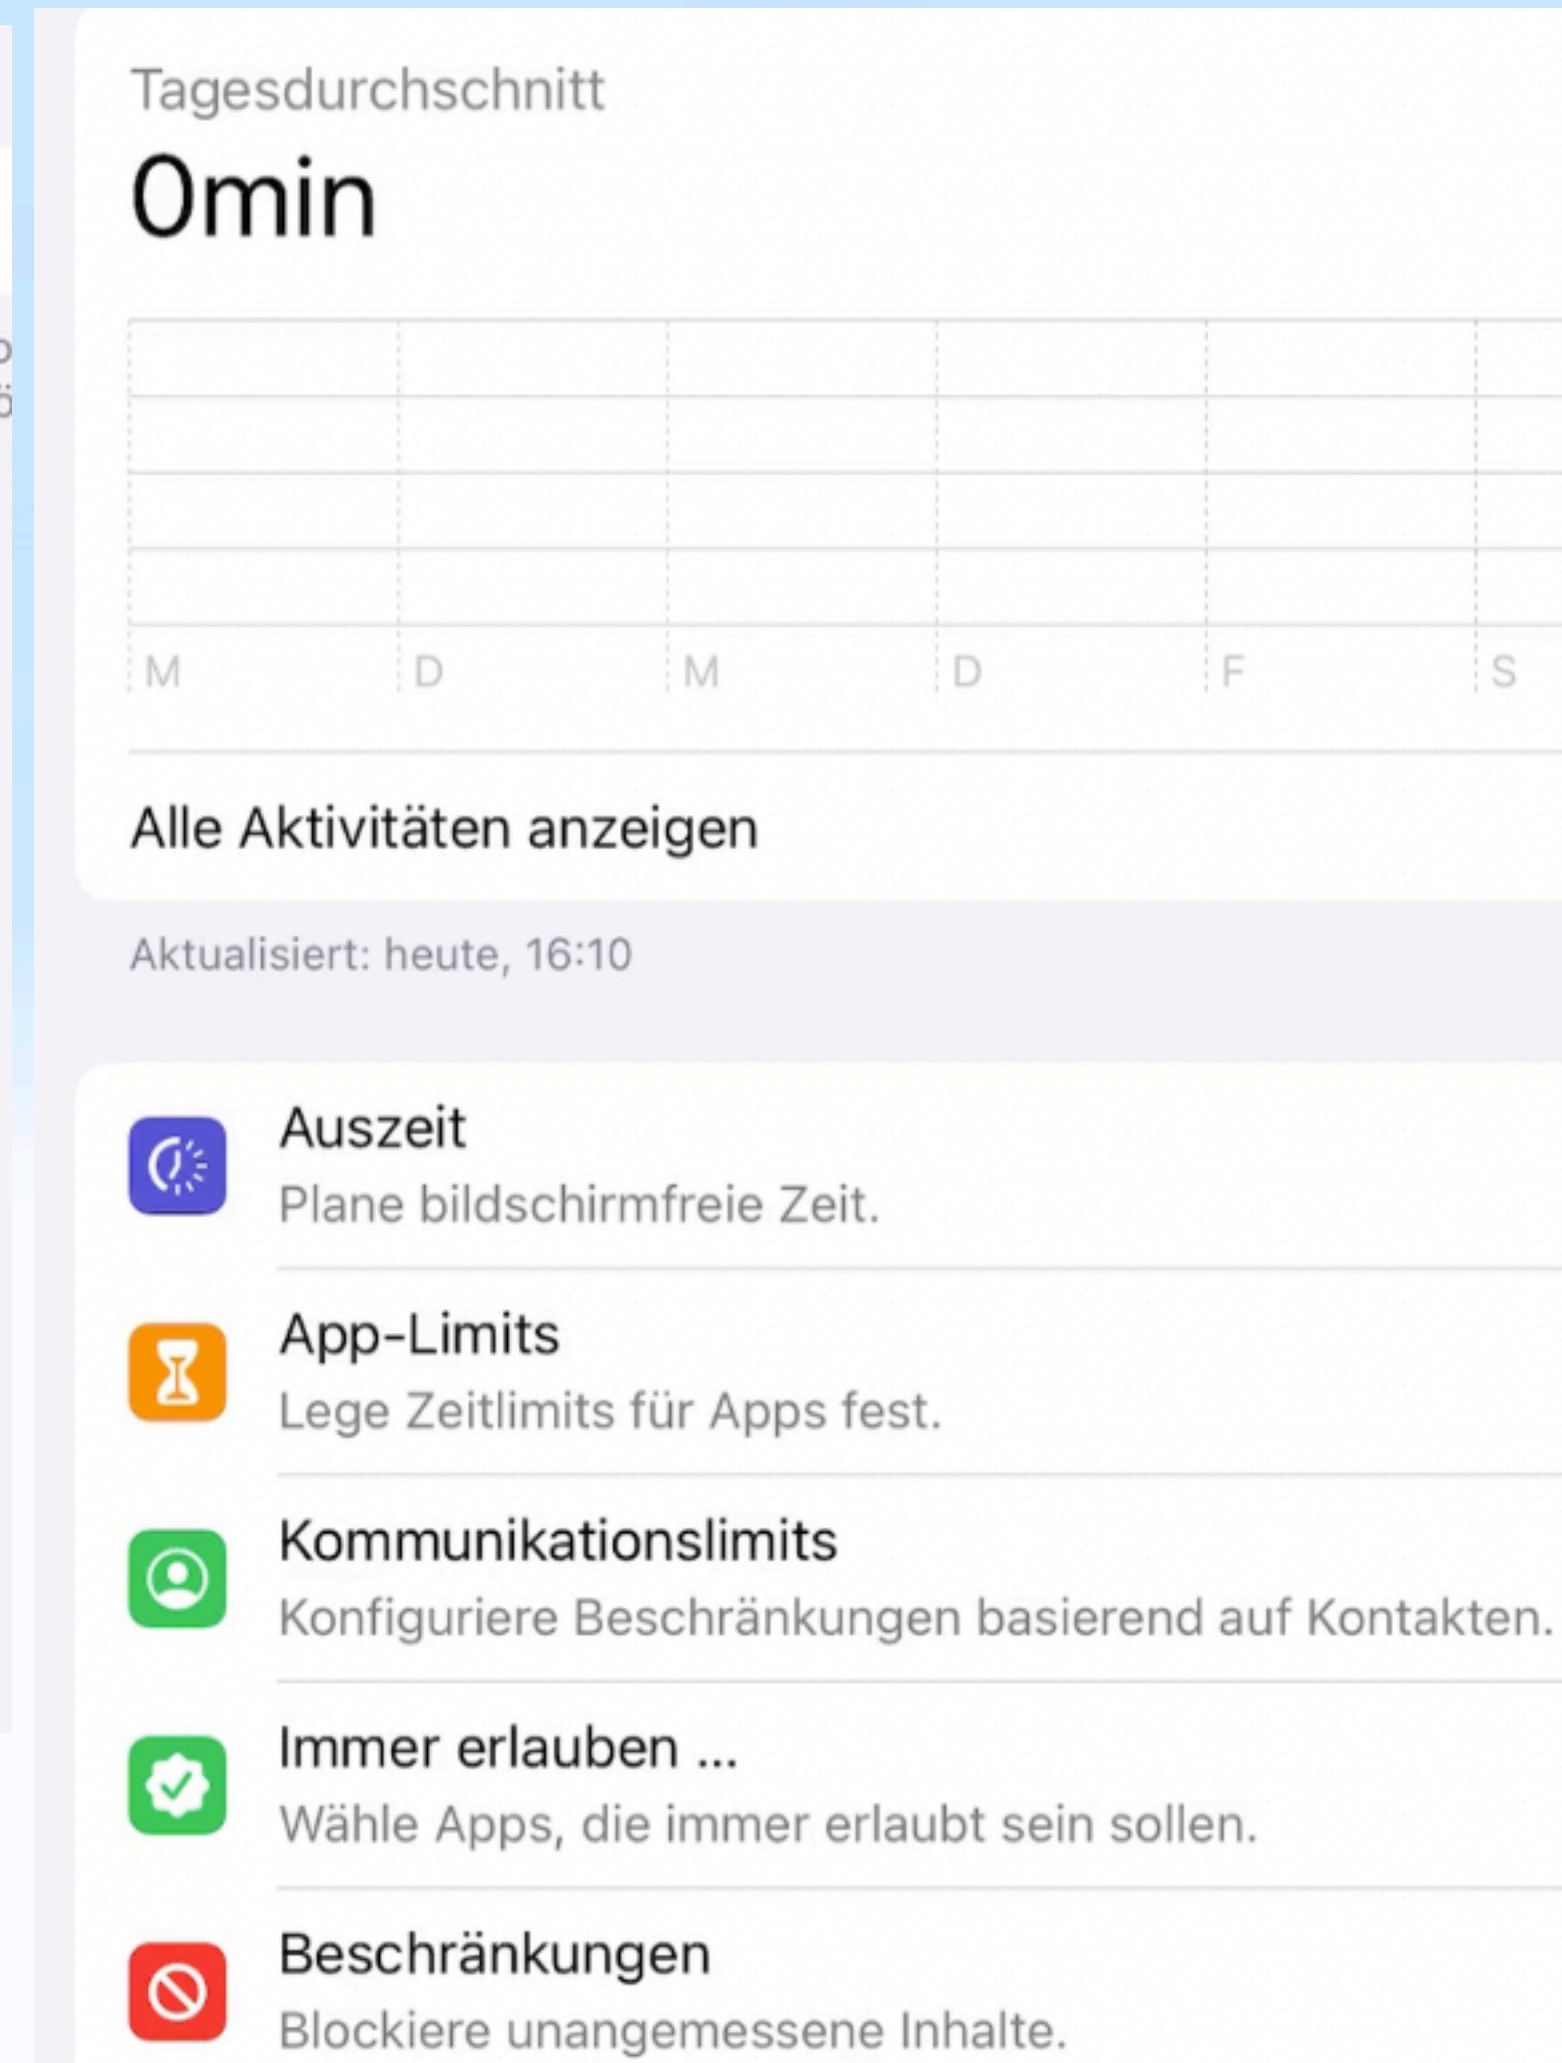 Tagesdurchschnitt
0min
M D M D F S
Alle Aktivitäten anzeigen
Aktualisiert: heute, 16:10
Auszeit
Plane bildschirmfreie Zeit.
App-Limits
Lege Zeitlimits für Apps fest.
Kommunikationslimits
Konfiguriere Beschränkungen basierend auf Kontakten.
Immer erlauben ...
Wähle Apps, die immer erlaubt sein sollen.
Beschränkungen
Blockiere unangemessene Inhalte.